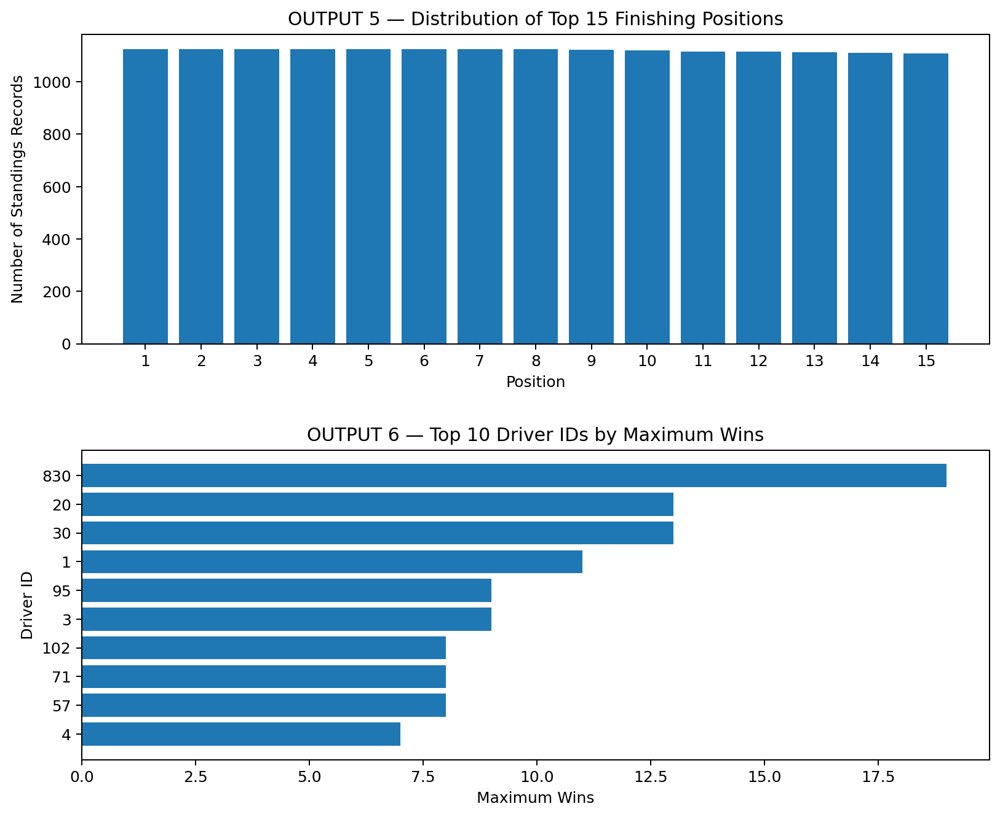 OUTPUT 5 — Distribution of Top 15 Finishing Positions
Number of Standings Records
1000
800
600
400
200
0
1 2 3 4 5 6 7 8 9 10 11 12 13 14 15
Position
OUTPUT 6 — Top 10 Driver IDs by Maximum Wins
Driver ID
830
20
30
1
95
3
102
71
57
4
0.0 2.5 5.0 7.5 10.0 12.5 15.0 17.5
Maximum Wins